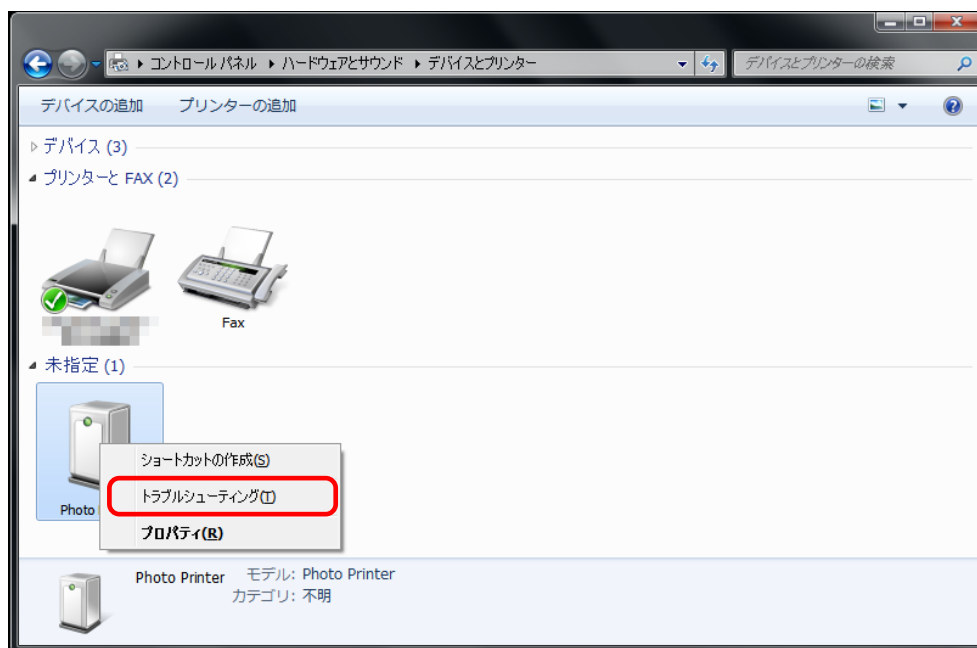 コントロール パネル ▸ ハードウェアとサウンド ▸ デバイスとプリンター
デバイスとプリンターの検索
デバイスの追加 プリンターの追加
デバイス (3)
プリンターと FAX (2)
Fax
未指定 (1)
Photo
ショートカットの作成(S)
トラブルシューティング(T)
プロパティ(R)
Photo Printer モデル: Photo Printer
カテゴリ: 不明